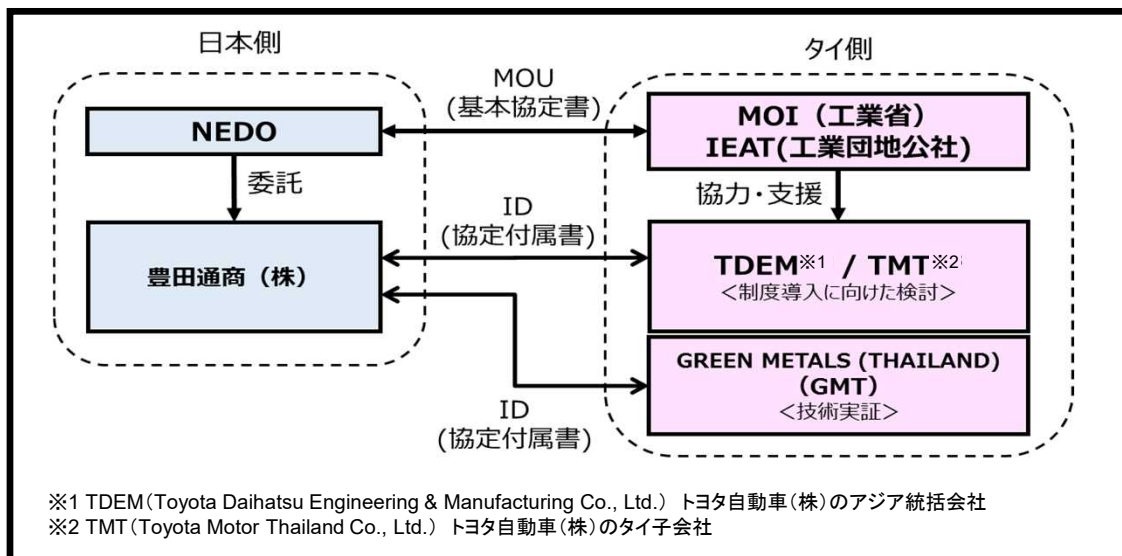 日本側
タイ側
MOU
(基本協定書)
NEDO
MOI（工業省）
IEAT(工業団地公社)
委託
協力・支援
ID
(協定付属書)
豊田通商（株）
TDEM※1 / TMT※2
＜制度導入に向けた検討＞
GREEN METALS (THAILAND)
(GMT)
＜技術実証＞
ID
(協定付属書)
※1 TDEM（Toyota Daihatsu Engineering & Manufacturing Co., Ltd.） トヨタ自動車（株）のアジア統括会社
※2 TMT（Toyota Motor Thailand Co., Ltd.） トヨタ自動車（株）のタイ子会社